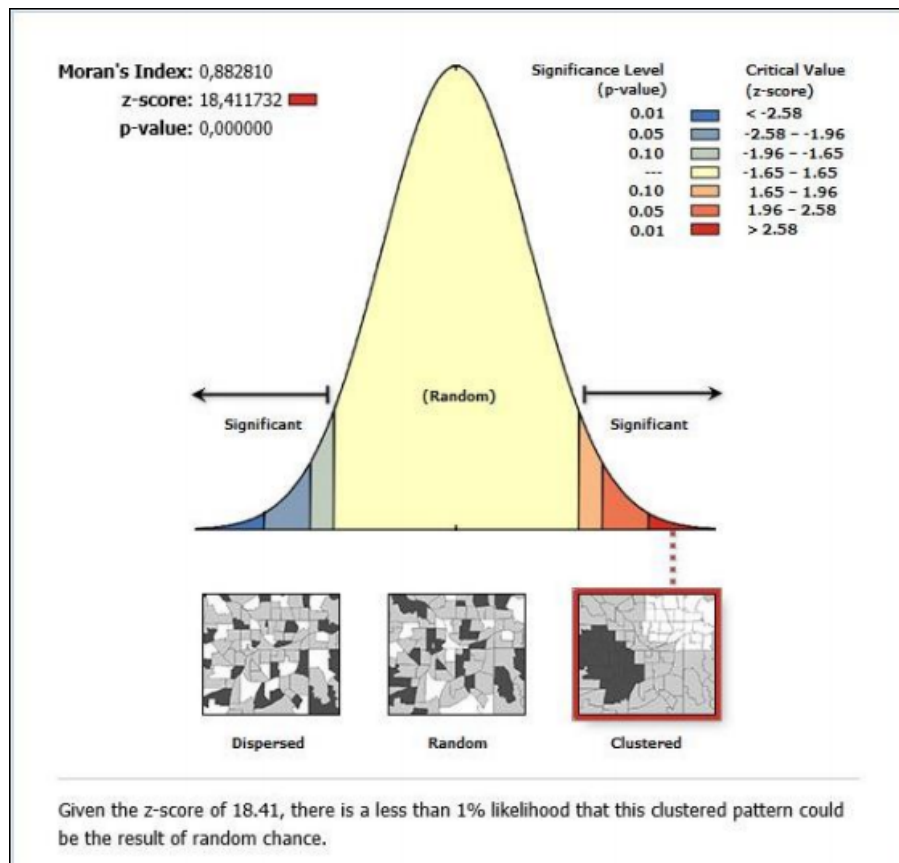 Moran's Index: 0,882810
z-score: 18,411732
p-value: 0,000000
Significance Level
(p-value)
Critical Value
(z-score)
0.01 < -2.58
0.05 -2.58 – -1.96
0.10 -1.96 – -1.65
--- -1.65 – 1.65
0.10 1.65 – 1.96
0.05 1.96 – 2.58
0.01 > 2.58
(Random)
Significant
Significant
Dispersed
Random
Clustered
Given the z-score of 18.41, there is a less than 1% likelihood that this clustered pattern could
be the result of random chance.